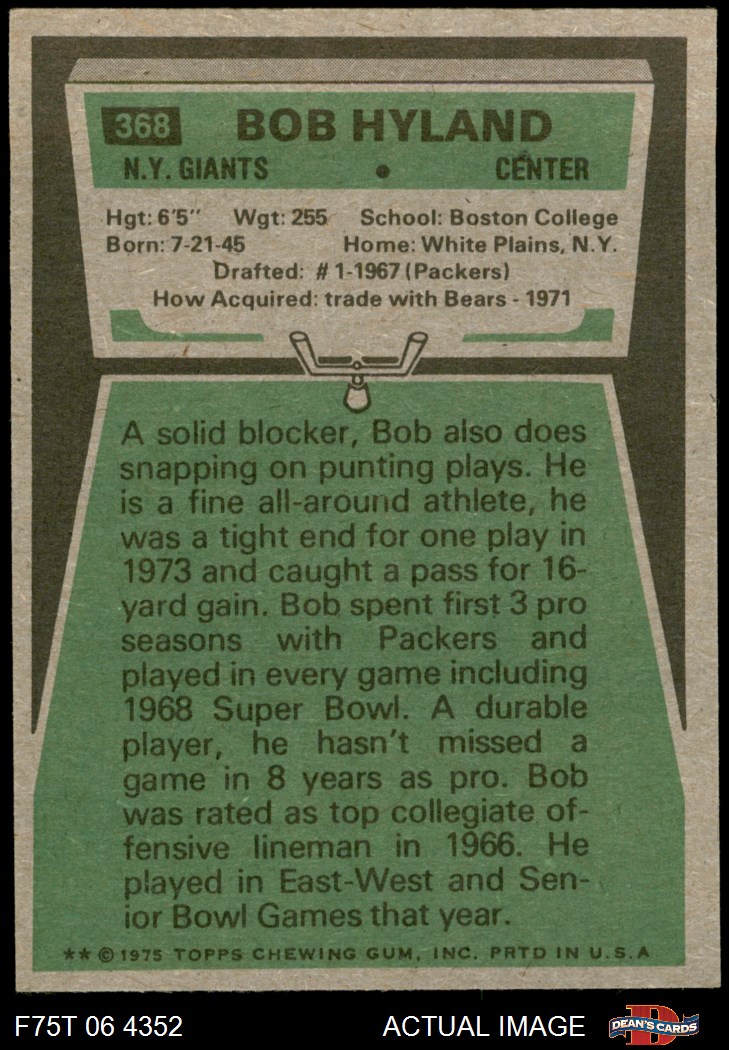 368 BOB HYLAND
N.Y. GIANTS • CENTER
Hgt: 6'5" Wgt: 255 School: Boston College
Born: 7-21-45 Home: White Plains, N.Y.
Drafted: #1-1967 (Packers)
How Acquired: trade with Bears - 1971
A solid blocker, Bob also does
snapping on punting plays. He
is a fine all-around athlete, he
was a tight end for one play in
1973 and caught a pass for 16-
yard gain. Bob spent first 3 pro
seasons with Packers and
played in every game including
1968 Super Bowl. A durable
player, he hasn't missed a
game in 8 years as pro. Bob
was rated as top collegiate of-
fensive lineman in 1966. He
played in East-West and Sen-
ior Bowl Games that year.
** © 1975 TOPPS CHEWING GUM, INC. PRTD IN U.S.A
F75T 06 4352 ACTUAL IMAGE D DEAN'S CARDS